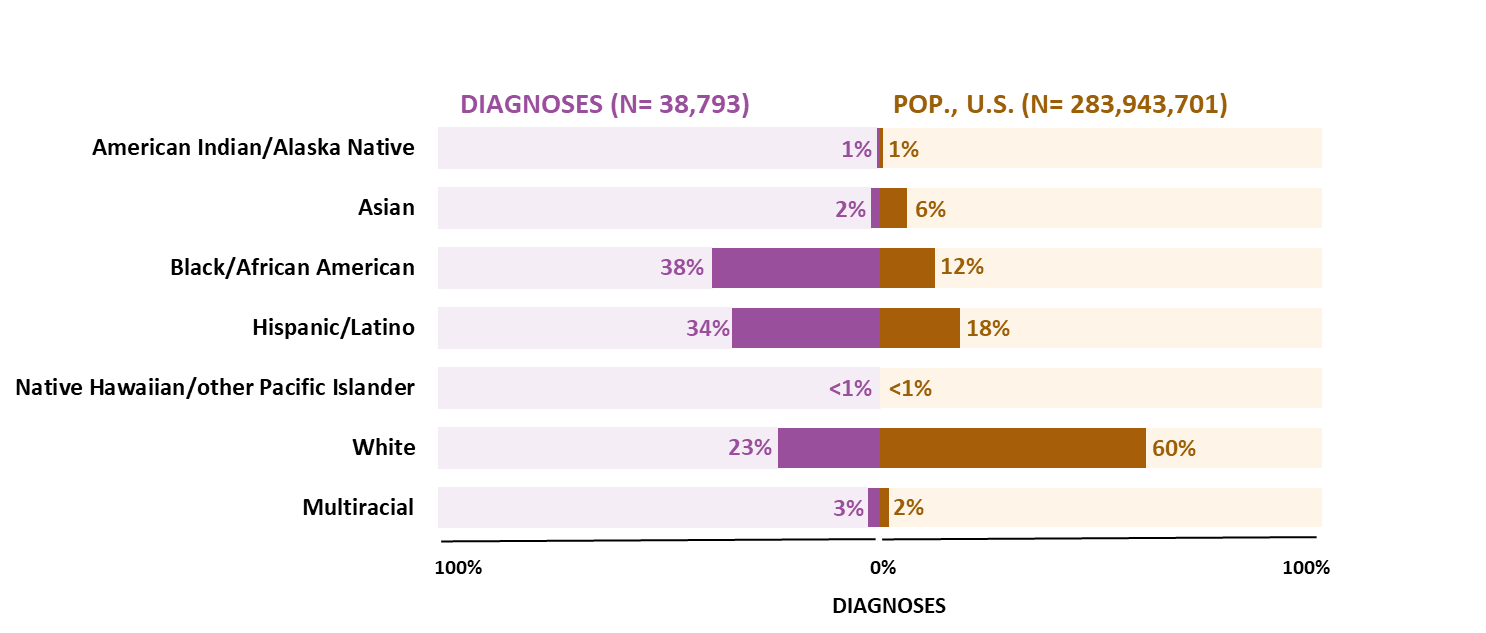 DIAGNOSES (N= 38,793) POP., U.S. (N= 283,943,701)
American Indian/Alaska Native 1% 1%
Asian 2% 6%
Black/African American 38% 12%
Hispanic/Latino 34% 18%
Native Hawaiian/other Pacific Islander <1% <1%
White 23% 60%
Multiracial 3% 2%
100% 0% 100%
DIAGNOSES